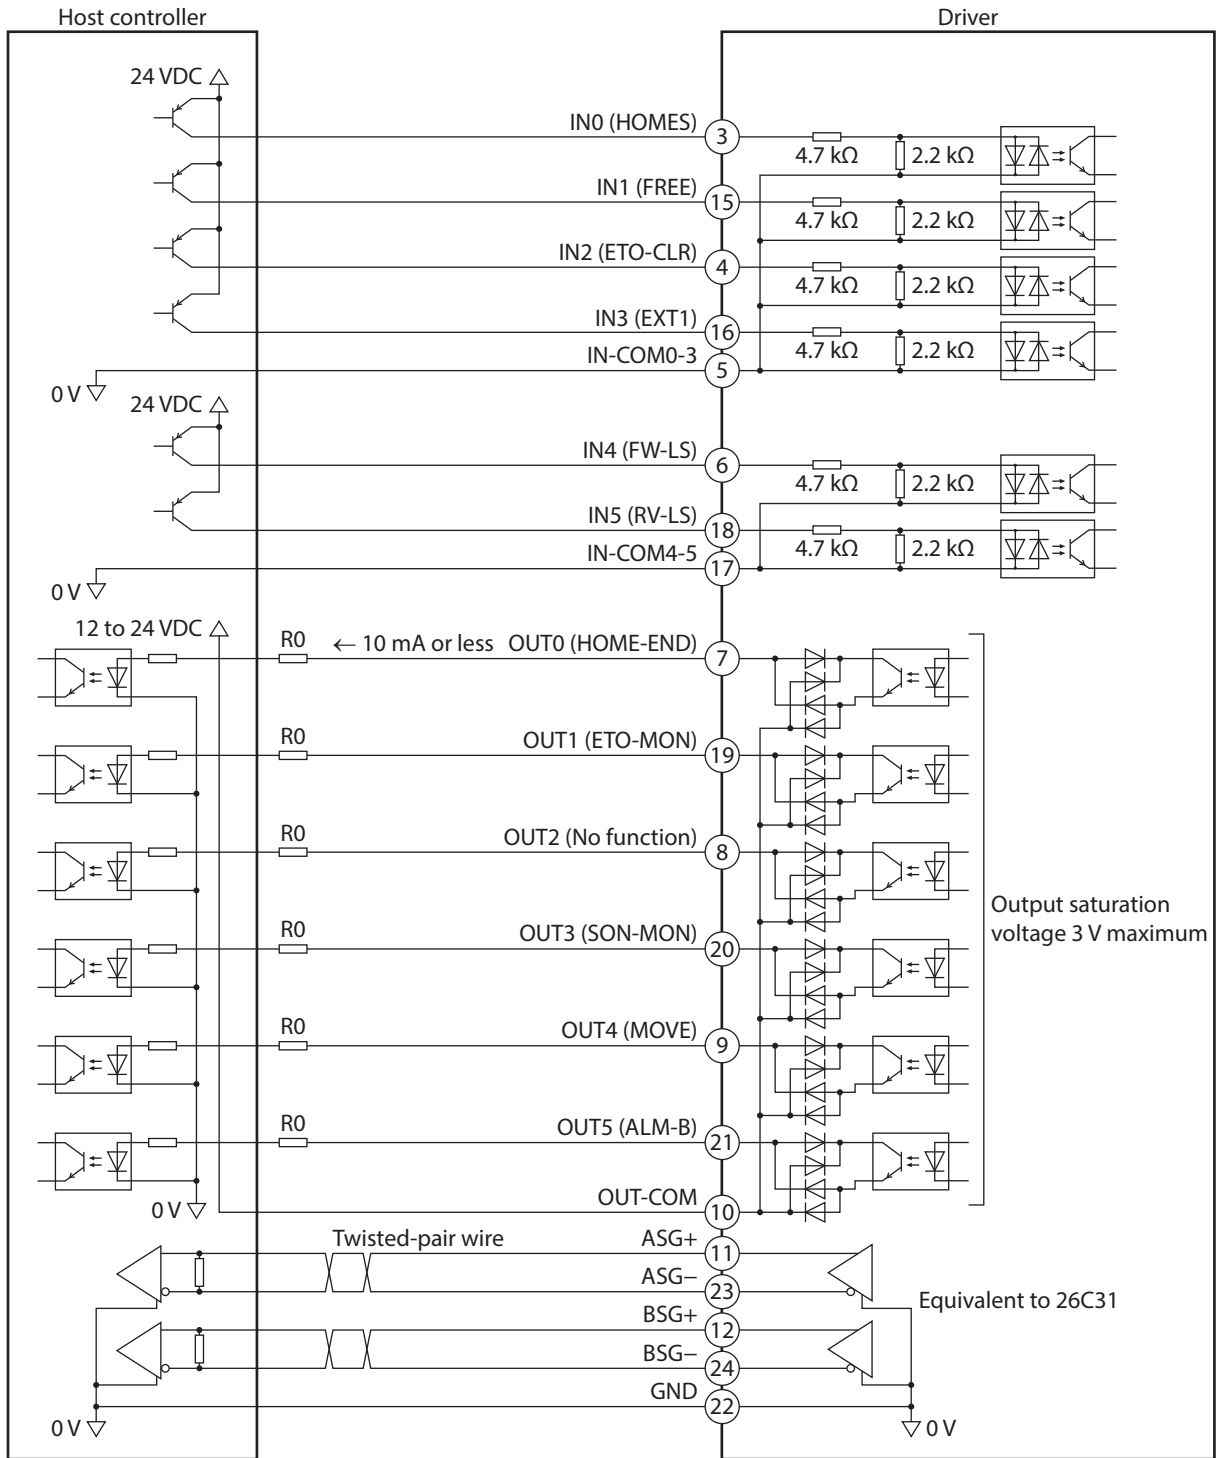 Host controller
Driver
24 VDC
IN0 (HOMES)
3
4.7 kΩ
2.2 kΩ
IN1 (FREE)
15
4.7 kΩ
2.2 kΩ
IN2 (ETO-CLR)
4
4.7 kΩ
2.2 kΩ
IN3 (EXT1)
16
4.7 kΩ
2.2 kΩ
IN-COM0-3
5
0 V
24 VDC
IN4 (FW-LS)
6
4.7 kΩ
2.2 kΩ
IN5 (RV-LS)
18
4.7 kΩ
2.2 kΩ
IN-COM4-5
17
0 V
12 to 24 VDC
R0
← 10 mA or less
OUT0 (HOME-END)
7
R0
OUT1 (ETO-MON)
19
R0
OUT2 (No function)
8
Output saturation
voltage 3 V maximum
R0
OUT3 (SON-MON)
20
R0
OUT4 (MOVE)
9
R0
OUT5 (ALM-B)
21
0 V
OUT-COM
10
Twisted-pair wire
ASG+
11
ASG−
23
Equivalent to 26C31
BSG+
12
BSG−
24
GND
22
0 V
0 V